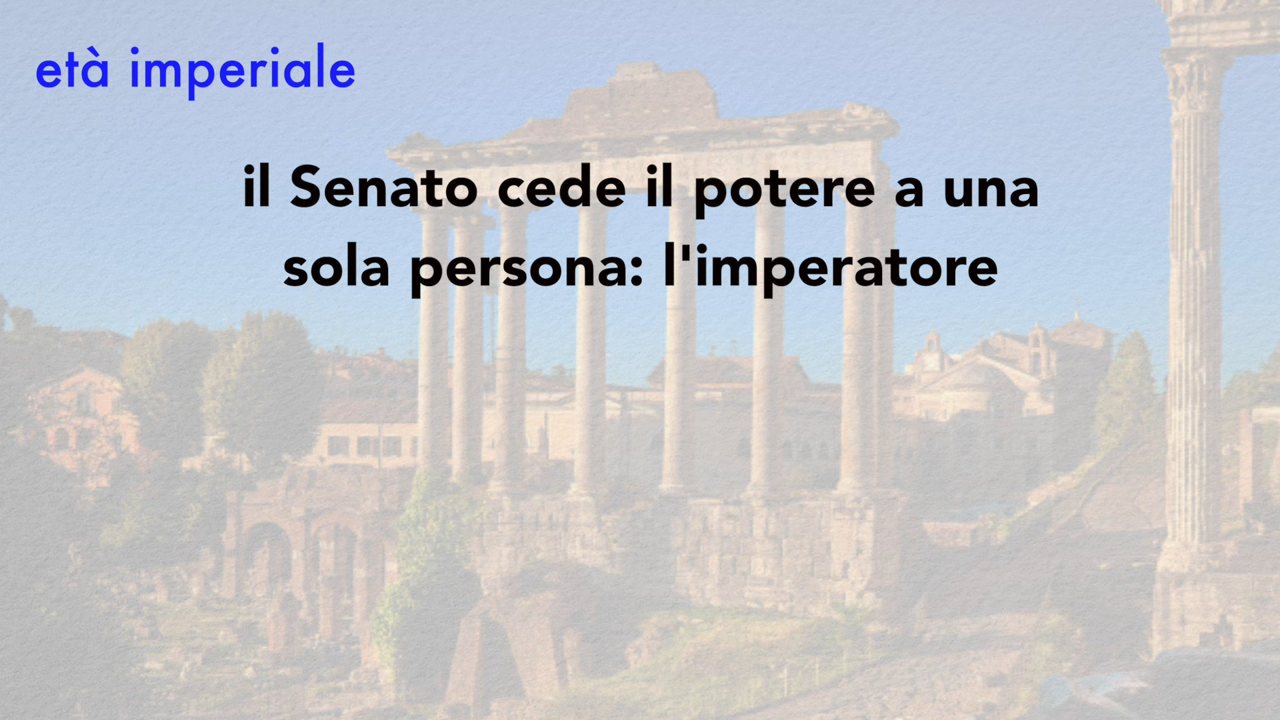 età imperiale
il Senato cede il potere a una
sola persona: l'imperatore